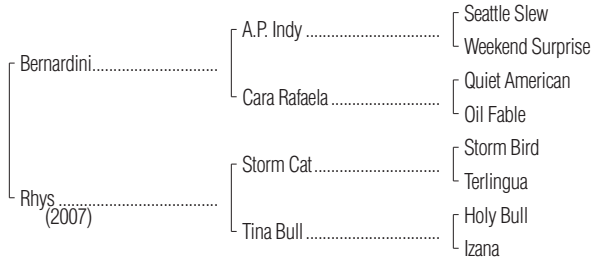 Seattle Slew
A.P. Indy ..............................
Weekend Surprise
Bernardini............................
Quiet American
Cara Rafaela ........................
Oil Fable
Storm Bird
Storm Cat............................
Terlingua
Rhys ...................................
(2007)
Holy Bull
Tina Bull ..............................
Izana